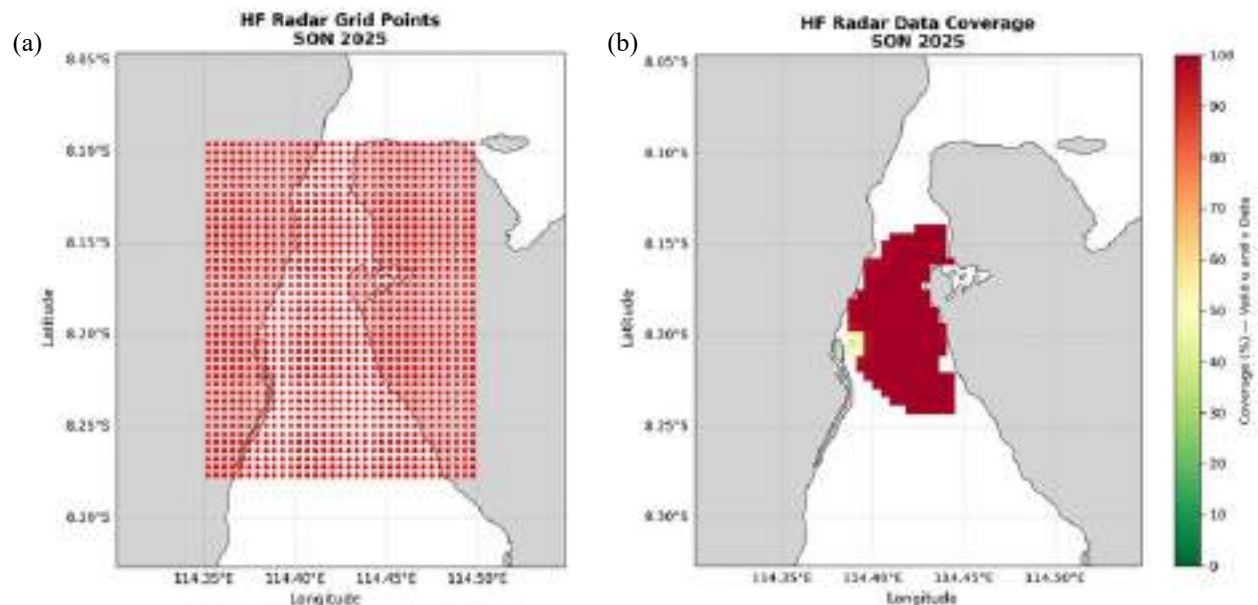 (a)
HF Radar Grid Points
SON 2025
8.05°S
8.10°S
8.15°S
8.20°S
8.25°S
8.30°S
Latitude
114.35°E 114.40°E 114.45°E 114.50°E
Longitude
(b)
HF Radar Data Coverage
SON 2025
8.05°S
8.10°S
8.15°S
8.20°S
8.25°S
8.30°S
Latitude
114.35°E 114.40°E 114.45°E 114.50°E
Longitude
100
90
80
70
60
50
40
30
20
10
0
Coverage (%) — Valid u and v Data